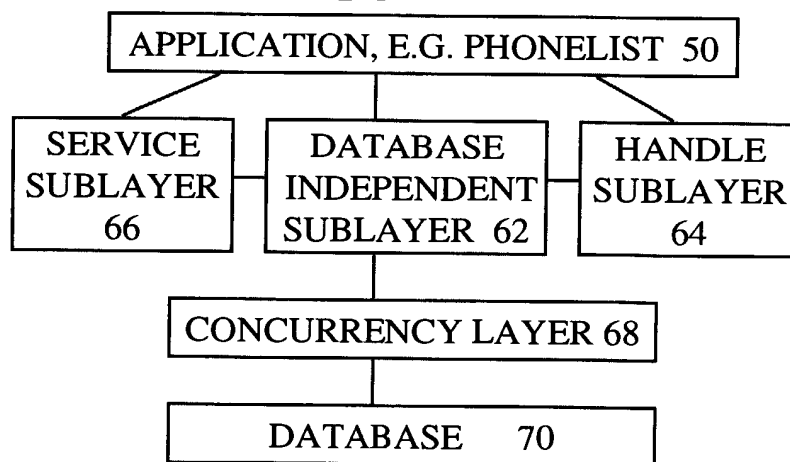 APPLICATION, E.G. PHONELIST 50
SERVICE
SUBLAYER
66
DATABASE
INDEPENDENT
SUBLAYER 62
HANDLE
SUBLAYER
64
CONCURRENCY LAYER 68
DATABASE 70